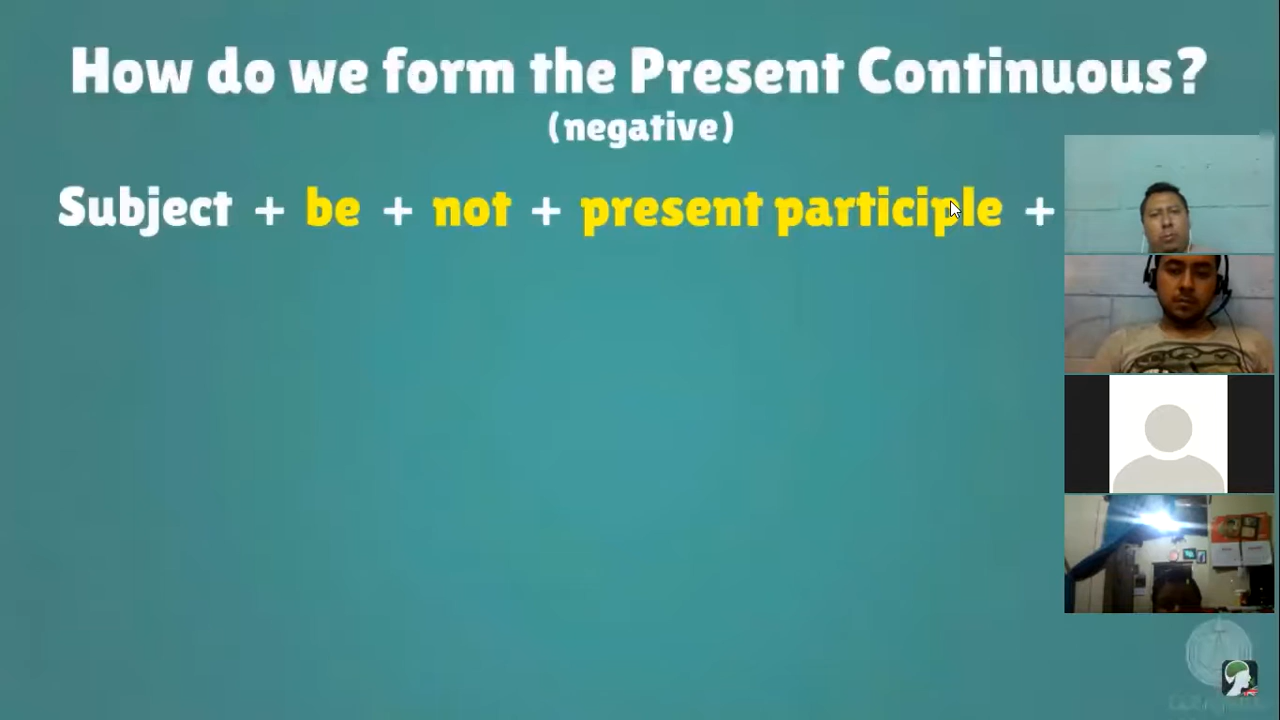 How do we form the Present Continuous?
(negative)
Subject + be + not + present participle +